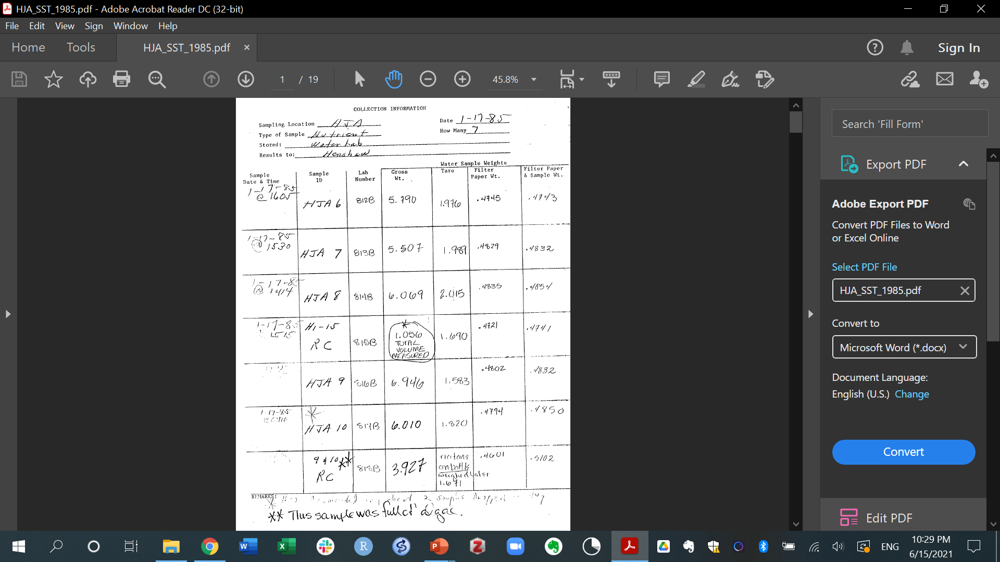 HJA_SST_1985.pdf - Adobe Acrobat Reader DC (32-bit)
File Edit View Sign Window Help
Home Tools HJA_SST_1985.pdf × Sign In
1 / 19 45.8%
COLLECTION INFORMATION
Sampling Location HJA Date 1-17-85
Type of Sample Nutrient How Many 7
Stored: Water Lab
Results to: Henshaw
Water Sample Weights
Sample Date & Time Sample ID Lab Number Gross Wt. Tare Filter Paper Wt. Filter Paper & Sample Wt.
1-17-85 @ 1605 HJA 6 812B 5.790 1.976 .4745 .4743
1-17-85 @ 1530 HJA 7 813B 5.507 1.989 .4829 .4832
1-17-85 @ 1414 HJA 8 814B 6.069 2.015 .4835 .4854
1-17-85 1515 H1-15 RC 815B * 1.056 TOTAL VOLUME MEASURED 1.690 .4721 .4741
HJA 9 816B 6.946 1.583 .4802 .4832
1-17-85 * HJA 10 817B 6.010 1.820 .4794 .4850
9 & 10 ** RC 818B 3.927 no tare on bottle weighed later 1.671 .4601 .5102
REMARKS: *
** This sample was full of algae.
Search 'Fill Form'
Export PDF
Adobe Export PDF
Convert PDF Files to Word
or Excel Online
Select PDF File
HJA_SST_1985.pdf
Convert to
Microsoft Word (*.docx)
Document Language:
English (U.S.) Change
Convert
Edit PDF
ENG 10:29 PM
6/15/2021